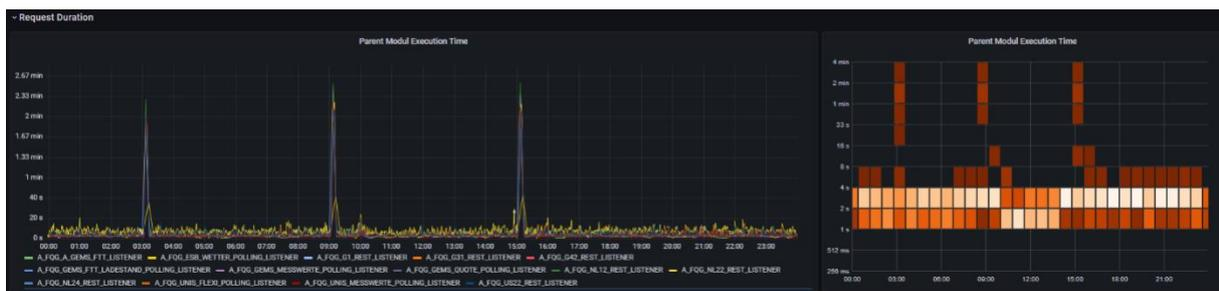 Request Duration
Parent Modul Execution Time
2.67 min
2.33 min
2 min
1.67 min
1.33 min
1 min
40 s
20 s
0 s
00:00 01:00 02:00 03:00 04:00 05:00 06:00 07:00 08:00 09:00 10:00 11:00 12:00 13:00 14:00 15:00 16:00 17:00 18:00 19:00 20:00 21:00 22:00 23:00
A_FQG_A_GEMS_FTT_LISTENER A_FQG_ESB_WETTER_POLLING_LISTENER A_FQG_G1_REST_LISTENER A_FQG_G31_REST_LISTENER A_FQG_G42_REST_LISTENER
A_FQG_GEMS_FTT_LADESTAND_POLLING_LISTENER A_FQG_GEMS_MESSWERTE_POLLING_LISTENER A_FQG_GEMS_QUOTE_POLLING_LISTENER A_FQG_NL12_REST_LISTENER A_FQG_NL22_REST_LISTENER
A_FQG_NL24_REST_LISTENER A_FQG_UNIS_FLEXI_POLLING_LISTENER A_FQG_UNIS_MESSWERTE_POLLING_LISTENER A_FQG_US22_REST_LISTENER
Parent Modul Execution Time
4 min
2 min
1 min
33 s
16 s
8 s
4 s
2 s
1 s
512 ms
256 ms
00:00 03:00 06:00 09:00 12:00 15:00 18:00 21:00